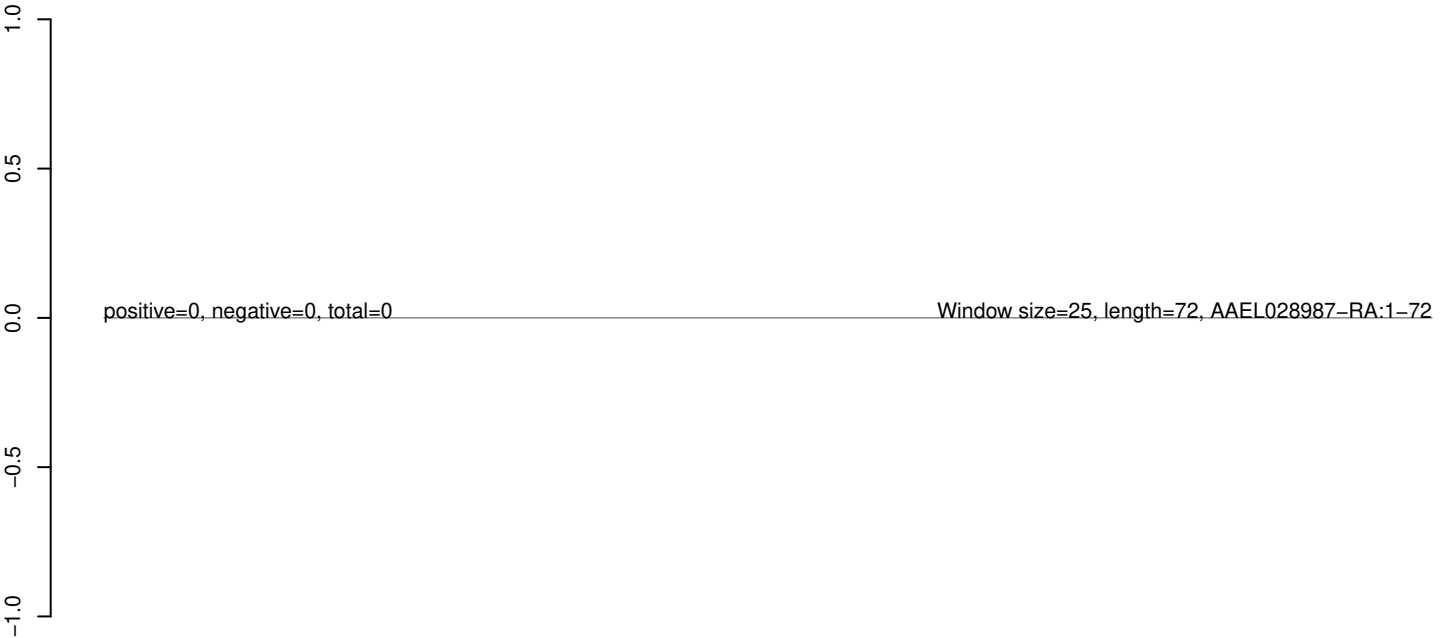 1.0
0.5
0.0
−0.5
−1.0
positive=0, negative=0, total=0
Window size=25, length=72, AAEL028987−RA:1−72